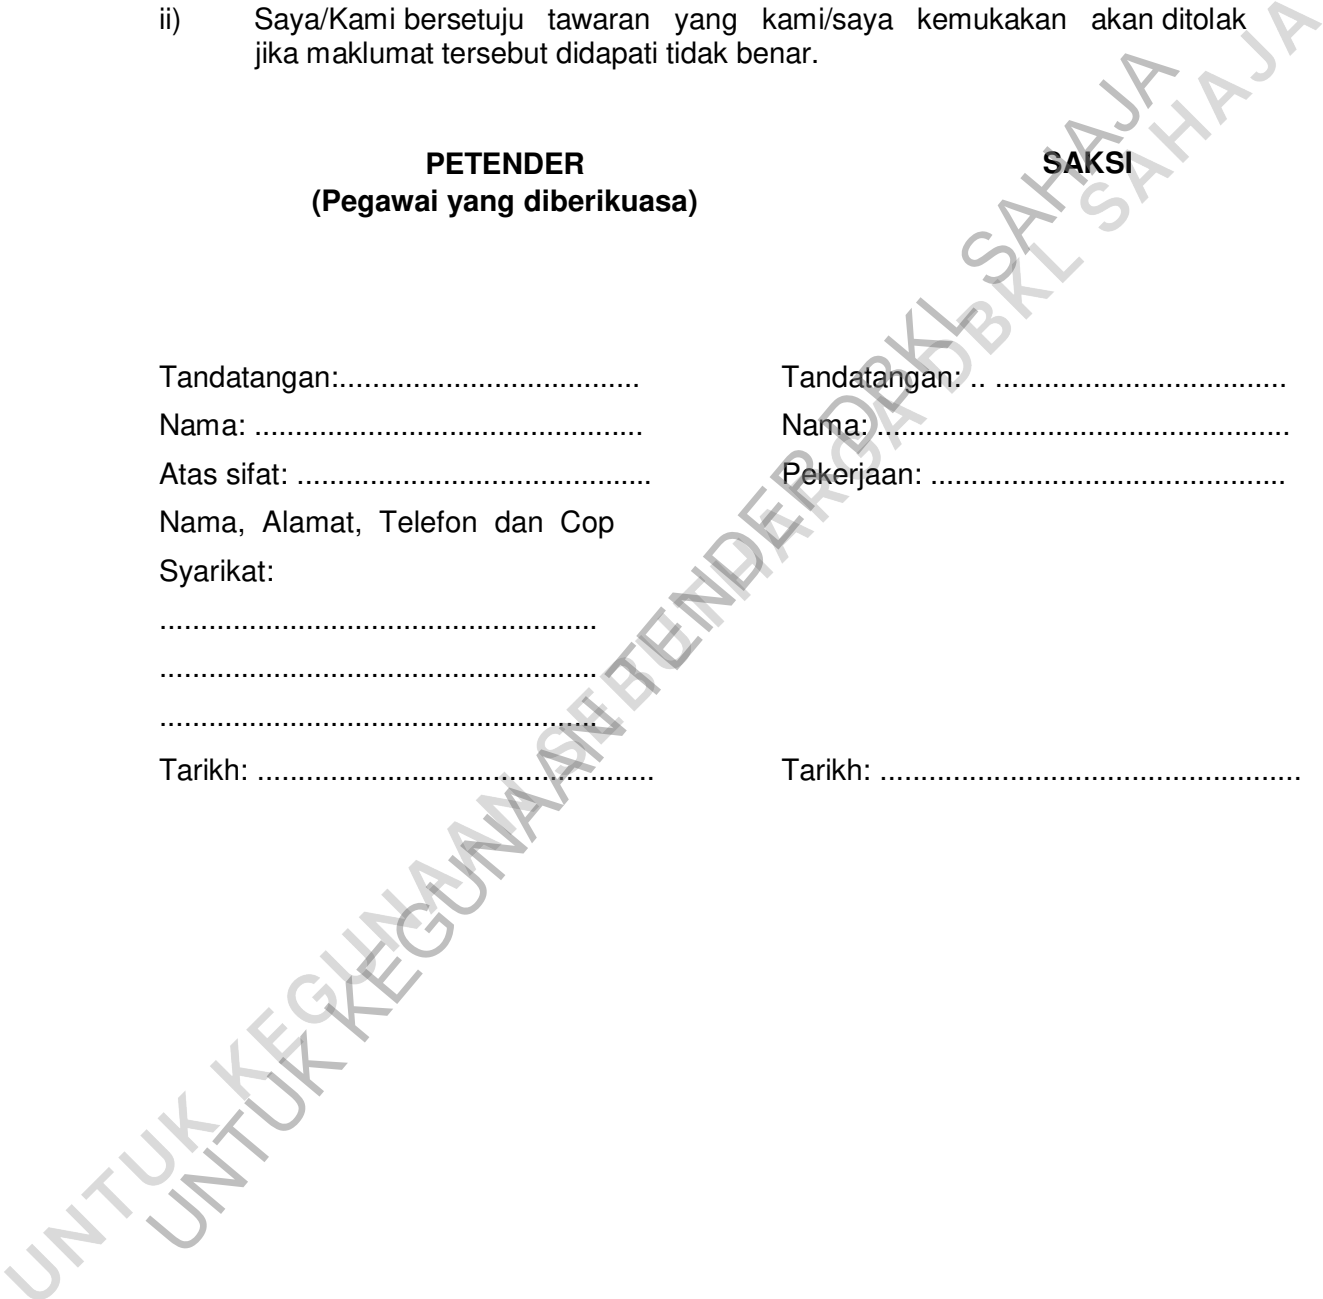 ii) Saya/Kami bersetuju tawaran yang kami/saya kemukakan akan ditolak
jika maklumat tersebut didapati tidak benar.
PETENDER
(Pegawai yang diberikuasa)
SAKSI
Tandatangan:....................................
Nama: ...............................................
Atas sifat: ...........................................
Nama, Alamat, Telefon dan Cop
Syarikat:
.....................................................
.....................................................
.....................................................
Tarikh: ................................................
Tandatangan: .. ...................................
Nama: ..................................................
Pekerjaan: ...........................................
Tarikh: ...................................................
UNTUK KEGUNAAN SEBUTHARGA DBKL SAHAJA
UNTUK KEGUNAAN TENDER DBKL SAHAJA